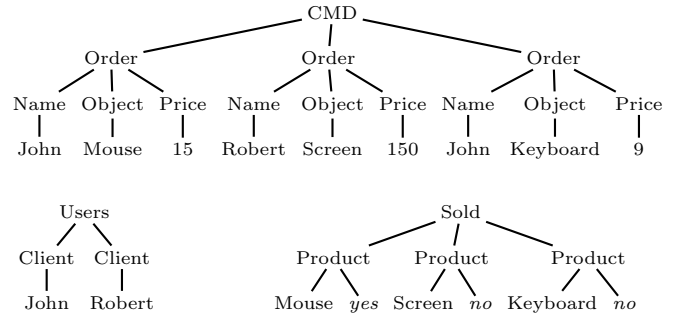 CMD
Order Order Order
Name Object Price Name Object Price Name Object Price
John Mouse 15 Robert Screen 150 John Keyboard 9
Users Sold
Client Client Product Product Product
John Robert Mouse yes Screen no Keyboard no